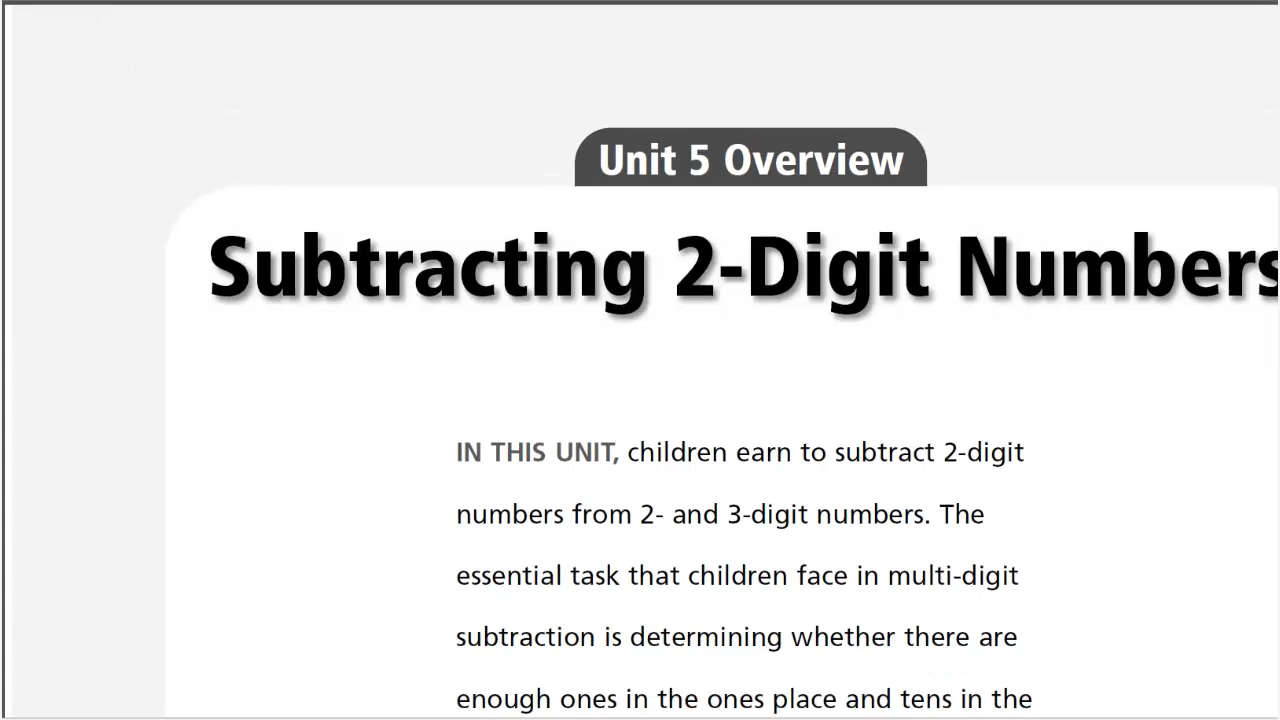 Unit 5 Overview
Subtracting 2-Digit Numbers
IN THIS UNIT, children earn to subtract 2-digit
numbers from 2- and 3-digit numbers. The
essential task that children face in multi-digit
subtraction is determining whether there are
enough ones in the ones place and tens in the